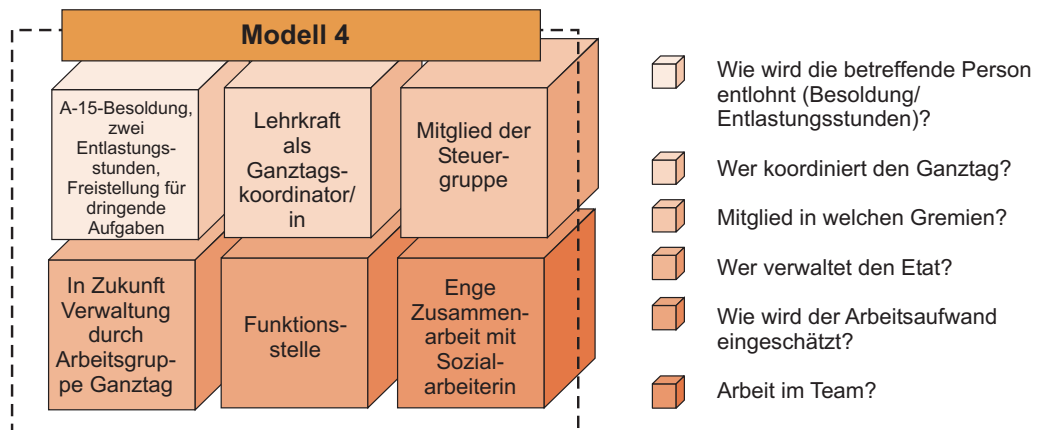 Modell 4
A-15-Besoldung,
zwei
Entlastungs-
stunden,
Freistellung für
dringende
Aufgaben
Lehrkraft
als
Ganztags-
koordinator/
in
Mitglied der
Steuer-
gruppe
In Zukunft
Verwaltung
durch
Arbeitsgrup-
pe Ganztag
Funktions-
stelle
Enge
Zusammen-
arbeit mit
Sozial-
arbeiterin
Wie wird die betreffende Person
entlohnt (Besoldung/
Entlastungsstunden)?
Wer koordiniert den Ganztag?
Mitglied in welchen Gremien?
Wer verwaltet den Etat?
Wie wird der Arbeitsaufwand
eingeschätzt?
Arbeit im Team?